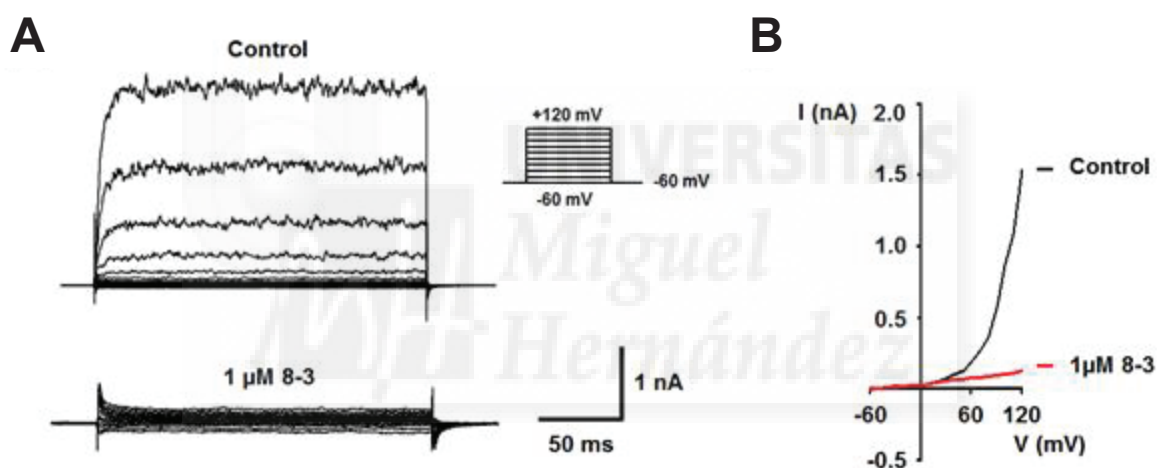 A
Control
+120 mV
-60 mV
-60 mV
1 µM 8-3
1 nA
50 ms
B
I (nA)
2.0
1.5
1.0
0.5
-0.5
-60
60
120
V (mV)
Control
1µM 8-3
UNIVERSITAS
Miguel
Hernández